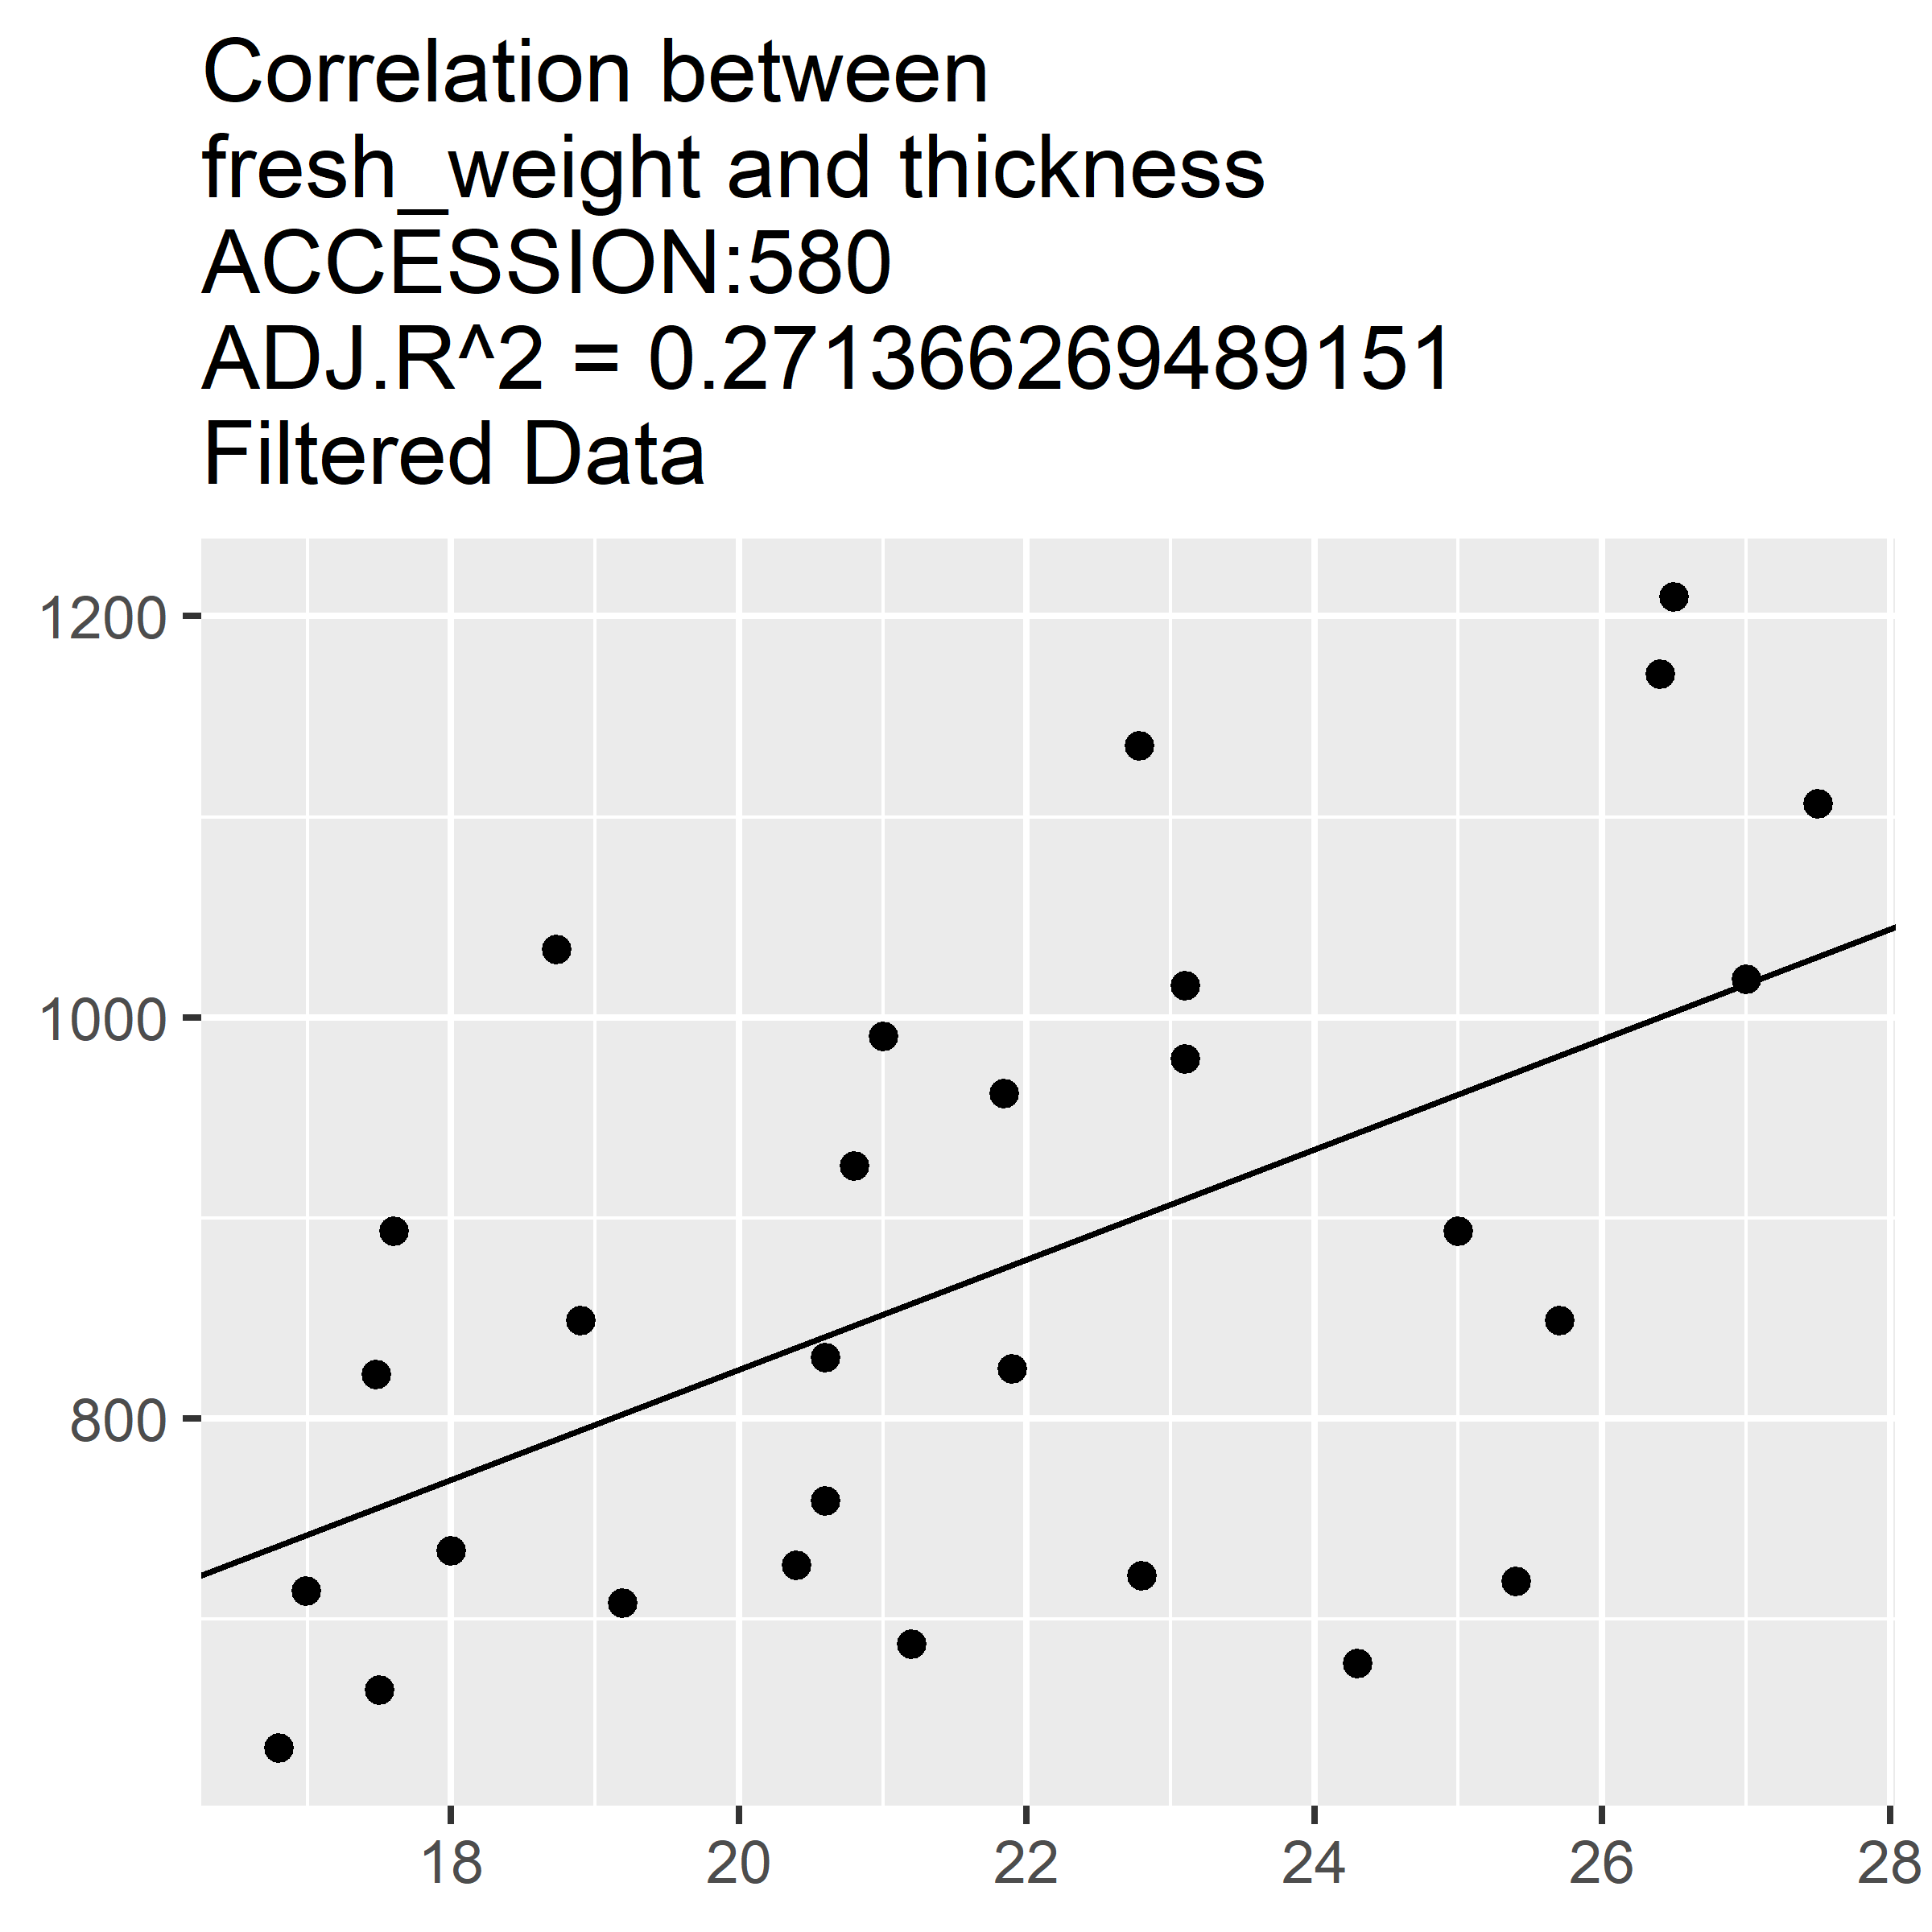 Correlation between
fresh_weight and thickness
ACCESSION:580
ADJ.R^2 = 0.271366269489151
Filtered Data
1200
1000
800
18 20 22 24 26 28